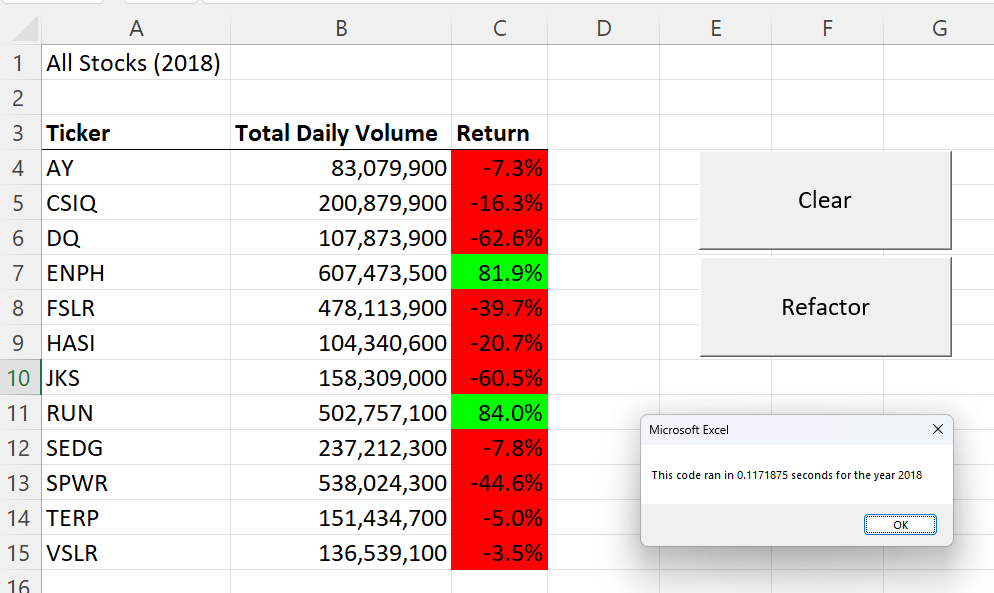 A B C D E F G
1 All Stocks (2018)
2
3 Ticker Total Daily Volume Return
4 AY 83,079,900 -7.3%
5 CSIQ 200,879,900 -16.3%
6 DQ 107,873,900 -62.6%
7 ENPH 607,473,500 81.9%
8 FSLR 478,113,900 -39.7%
9 HASI 104,340,600 -20.7%
10 JKS 158,309,000 -60.5%
11 RUN 502,757,100 84.0%
12 SEDG 237,212,300 -7.8%
13 SPWR 538,024,300 -44.6%
14 TERP 151,434,700 -5.0%
15 VSLR 136,539,100 -3.5%
16
Clear
Refactor
Microsoft Excel
This code ran in 0.1171875 seconds for the year 2018
OK